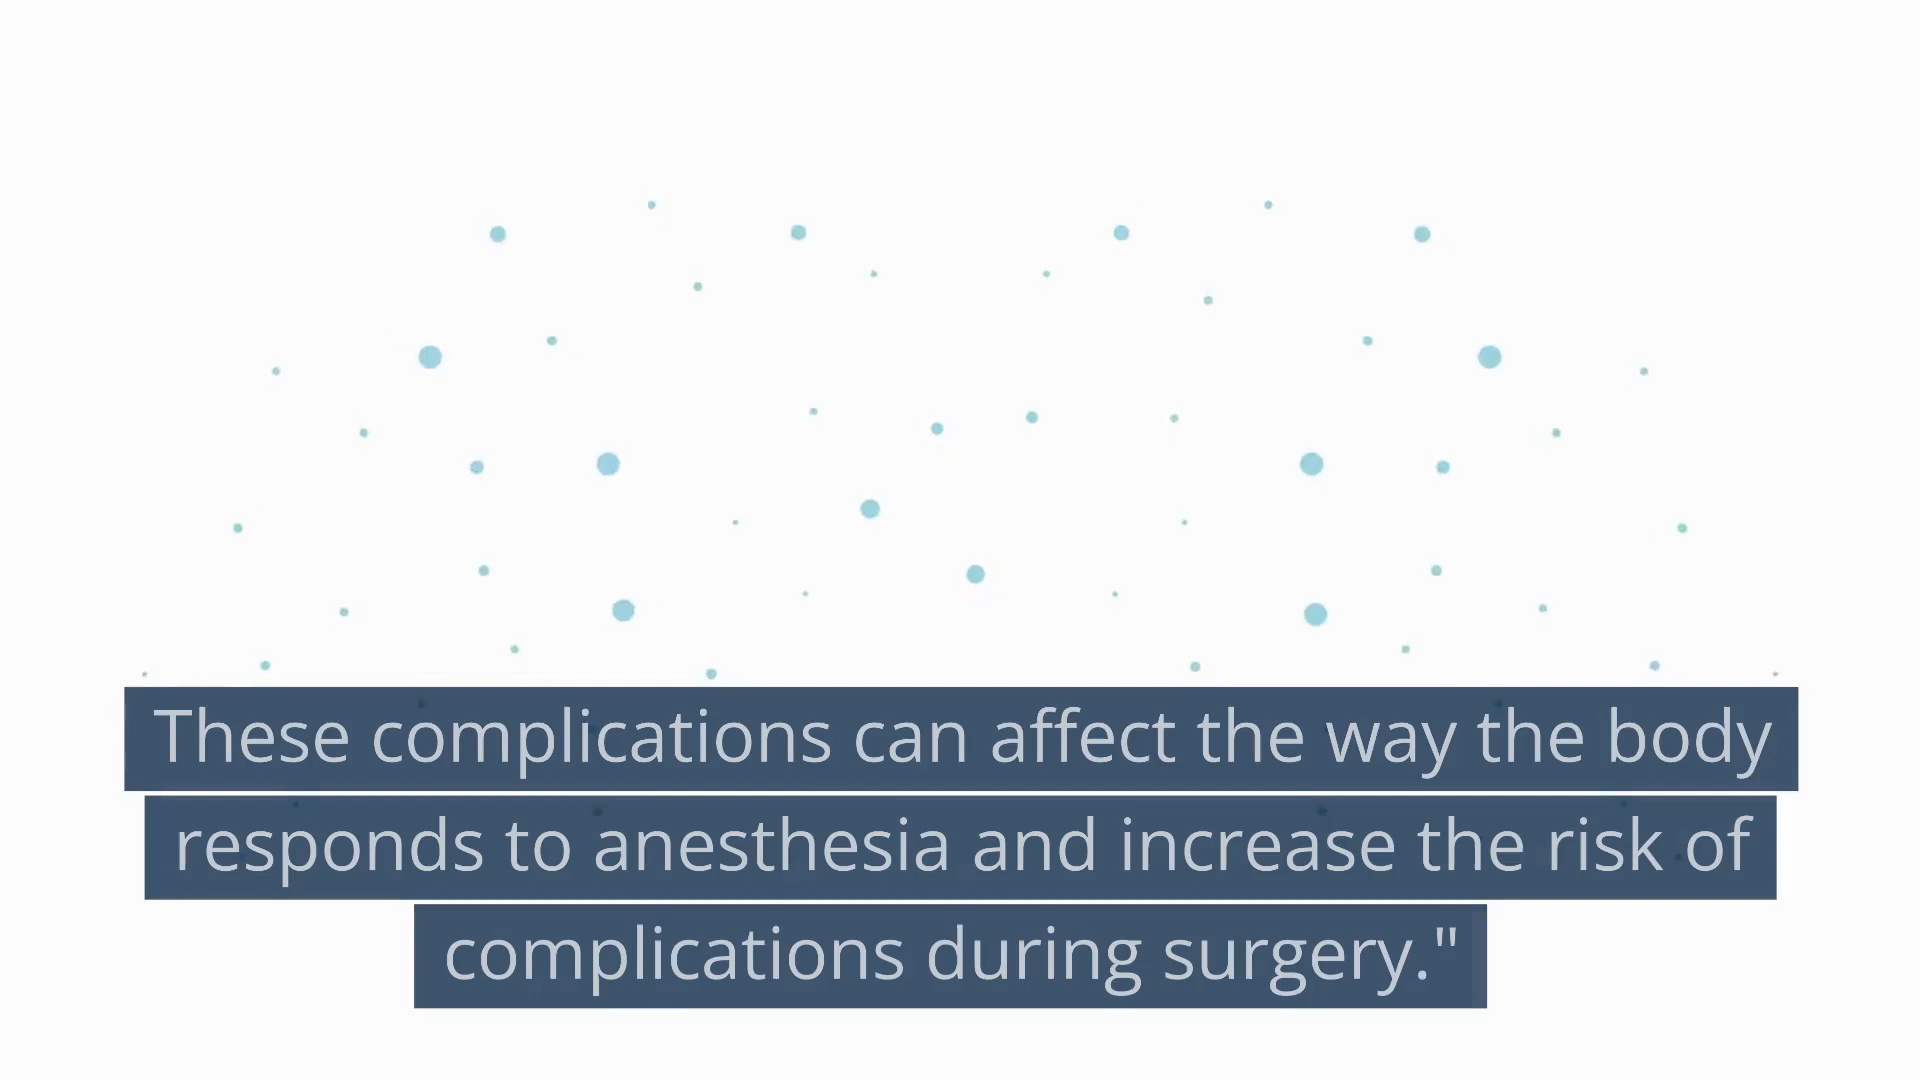 These complications can affect the way the body
responds to anesthesia and increase the risk of
complications during surgery."